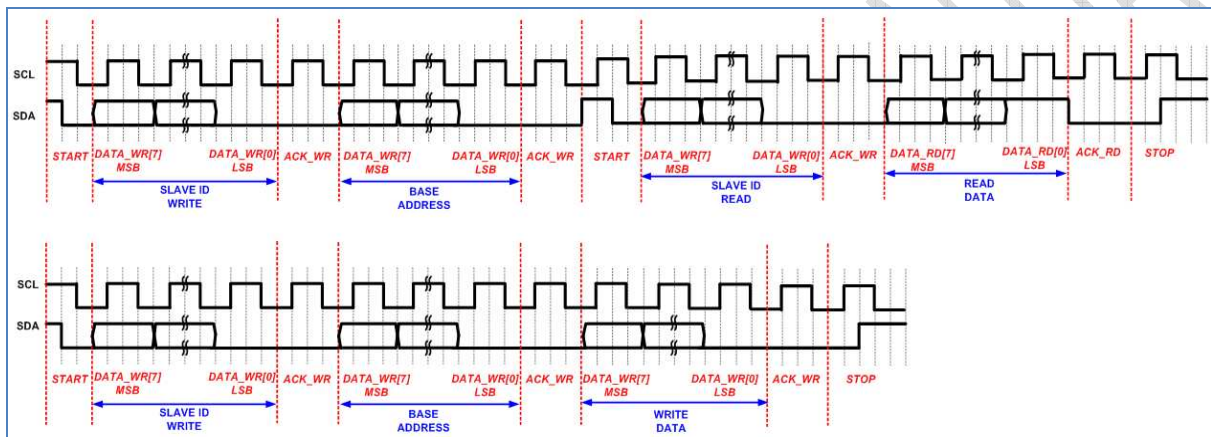 SCL
SDA
START DATA_WR[7] DATA_WR[0] ACK_WR DATA_WR[7] DATA_WR[0] ACK_WR START DATA_WR[7] DATA_WR[0] ACK_WR DATA_RD[7] DATA_RD[0] ACK_RD STOP
MSB LSB MSB LSB MSB LSB MSB LSB
SLAVE ID BASE SLAVE ID READ
WRITE ADDRESS READ DATA
SCL
SDA
START DATA_WR[7] DATA_WR[0] ACK_WR DATA_WR[7] DATA_WR[0] ACK_WR DATA_WR[7] DATA_WR[0] ACK_WR STOP
MSB LSB MSB LSB MSB LSB
SLAVE ID BASE WRITE
WRITE ADDRESS DATA